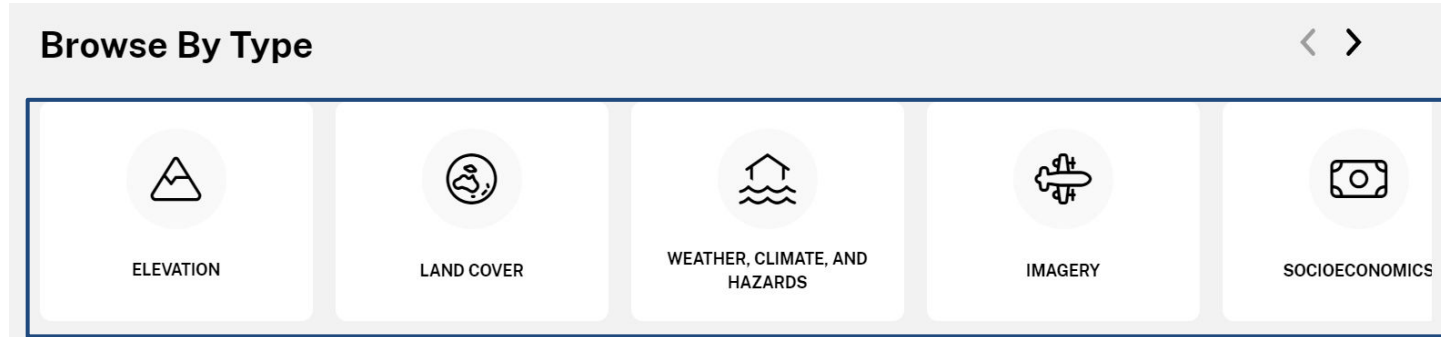 Browse By Type
ELEVATION
LAND COVER
WEATHER, CLIMATE, AND
HAZARDS
IMAGERY
SOCIOECONOMICS